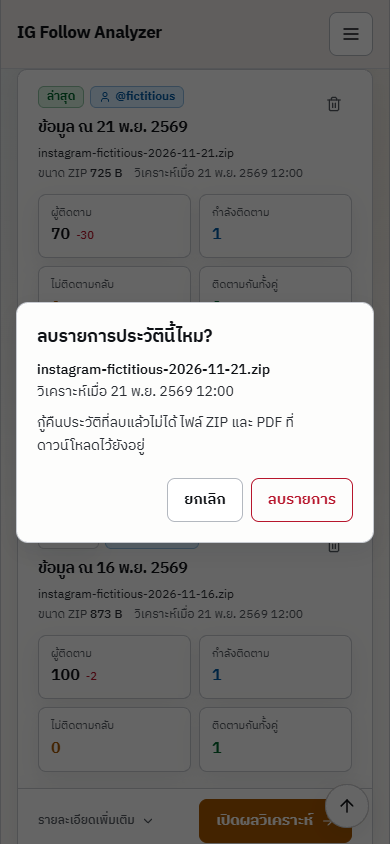 IG Follow Analyzer
ล่าสุด @fictitious
ข้อมูล ณ 21 พ.ย. 2569
instagram-fictitious-2026-11-21.zip
ขนาด ZIP 725 B วิเคราะห์เมื่อ 21 พ.ย. 2569 12:00
ผู้ติดตาม กำลังติดตาม
70 -30 1
ไม่ติดตามกลับ ติดตามกันทั้งคู่
ลบรายการประวัตินี้ไหม?
instagram-fictitious-2026-11-21.zip
วิเคราะห์เมื่อ 21 พ.ย. 2569 12:00
กู้คืนประวัติที่ลบแล้วไม่ได้ ไฟล์ ZIP และ PDF ที่
ดาวน์โหลดไว้ยังอยู่
ยกเลิก ลบรายการ
ข้อมูล ณ 16 พ.ย. 2569
instagram-fictitious-2026-11-16.zip
ขนาด ZIP 873 B วิเคราะห์เมื่อ 21 พ.ย. 2569 12:00
ผู้ติดตาม กำลังติดตาม
100 -2 1
ไม่ติดตามกลับ ติดตามกันทั้งคู่
0 1
รายละเอียดเพิ่มเติม เปิดผลวิเคราะห์